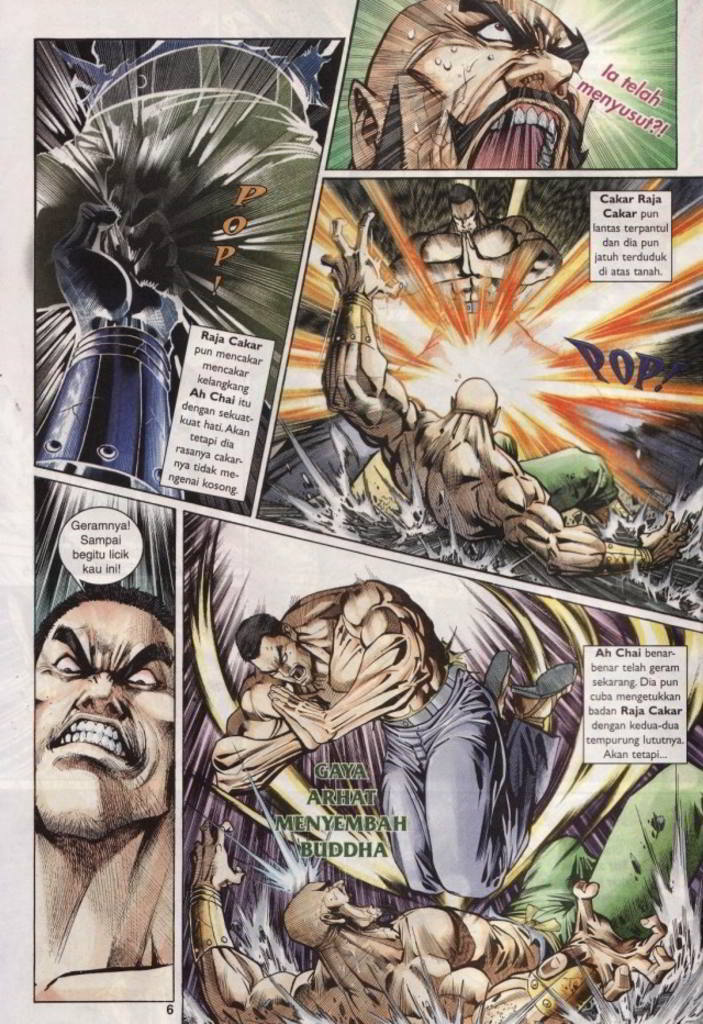 POP!
Raja Cakar
pun mencakar
mencakar
kelangkang
Ah Chai itu
dengan sekuat-
kuat hati. Akan
tetapi dia
rasanya cakar-
nya tidak me-
ngenai kosong.
Ia telah
menyusut?!
Cakar Raja
Cakar pun
lantas terpantul
dan dia pun
jatuh terduduk
di atas tanah.
POP!
Geramnya!
Sampai
begitu licik
kau ini!
Ah Chai benar-
benar telah geram
sekarang. Dia pun
cuba mengetukkan
badan Raja Cakar
dengan kedua-dua
tempurung lututnya.
Akan tetapi...
GAYA
ARHAT
MENYEMBAH
BUDDHA
6